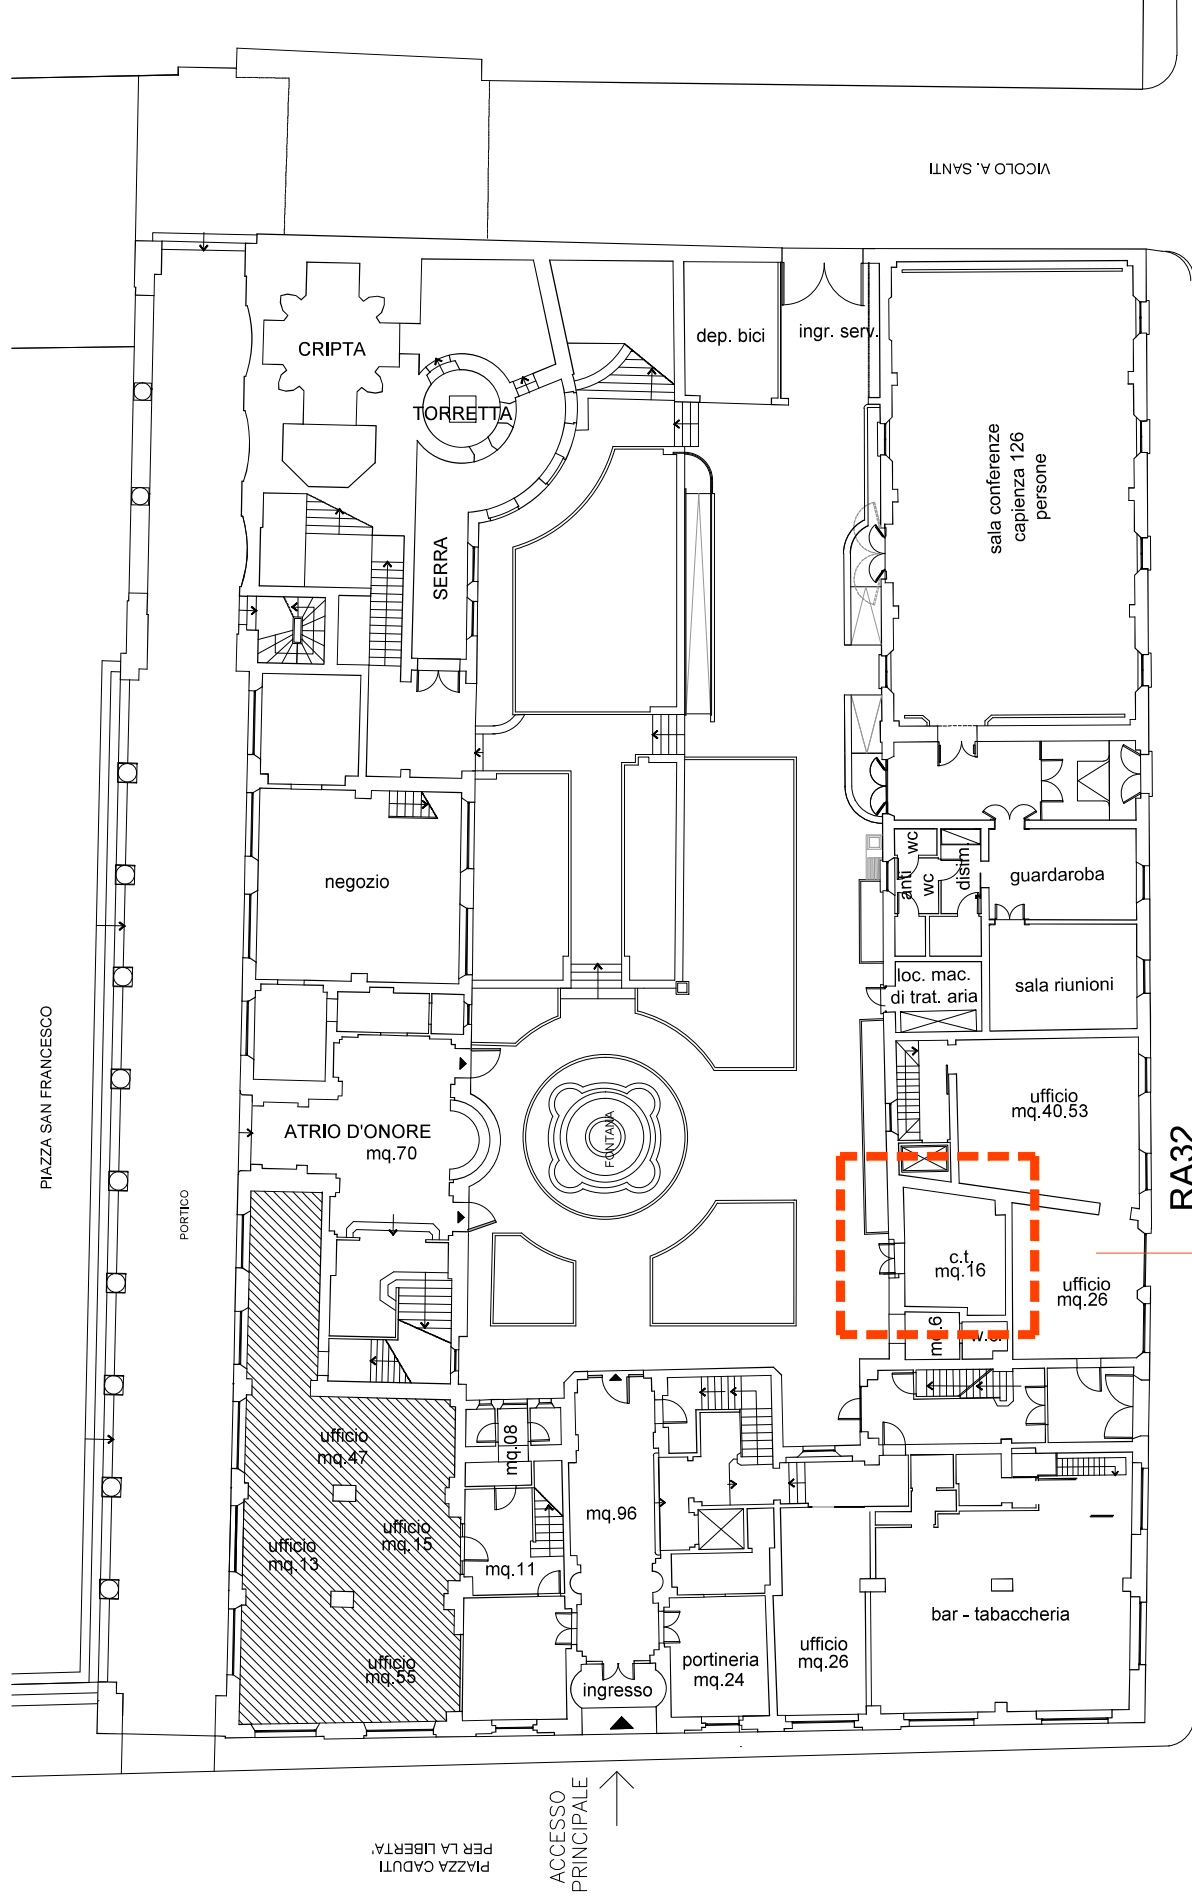 VICOLO A. SANTI
CRIPTA
dep. bici
ingr. serv.
TORRETTA
sala conferenze
capienza 126
persone
SERRA
negozio
wc
anti
wc
disim.
guardaroba
loc. mac.
di trat. aria
sala riunioni
PIAZZA SAN FRANCESCO
PORTICO
ATRIO D'ONORE
mq.70
FONTANA
ufficio
mq.40.53
RA32
c.t.
mq.16
ufficio
mq.26
mq.6
w.c.
ufficio
mq.47
mq.08
ufficio
mq.15
ufficio
mq.13
mq.11
mq.96
bar - tabaccheria
ufficio
mq.55
ingresso
portineria
mq.24
ufficio
mq.26
ACCESSO
PRINCIPALE
PIAZZA CADUTI
PER LA LIBERTA'